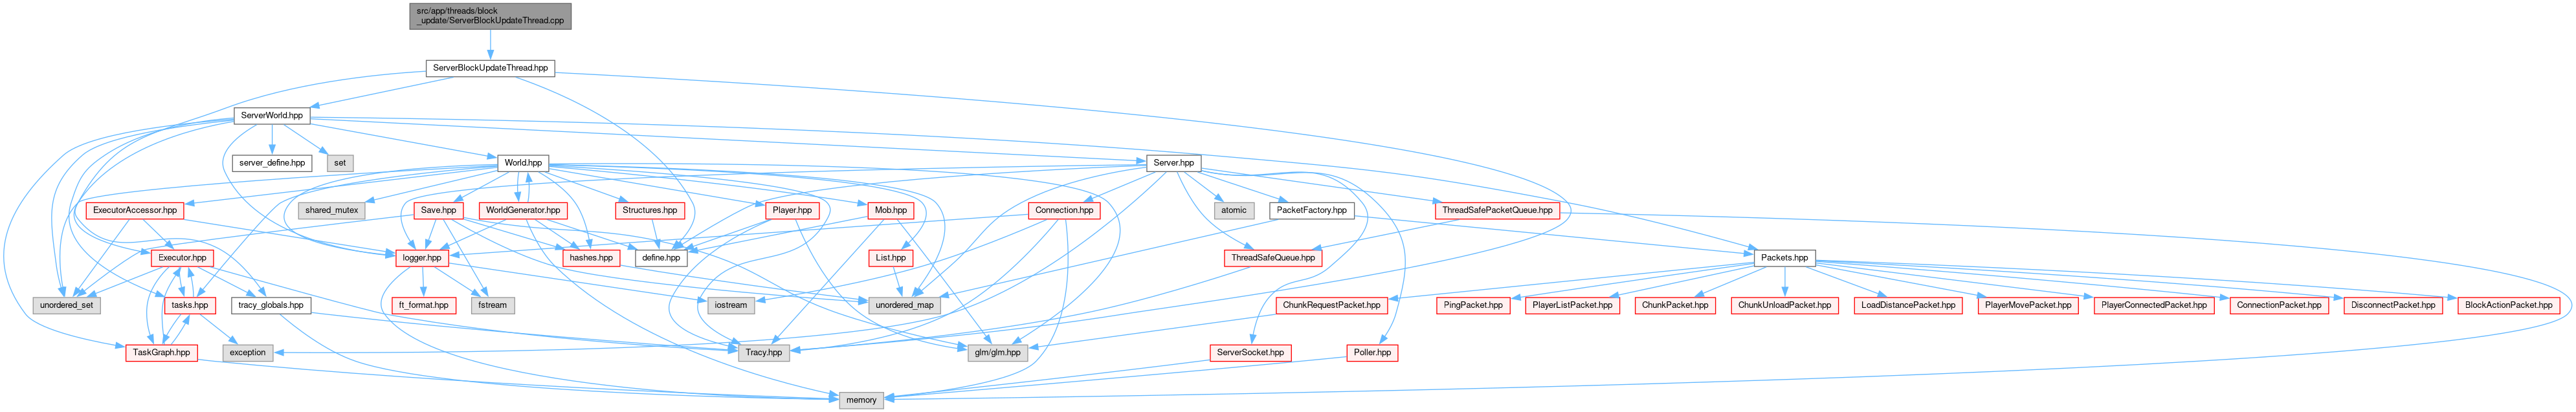 src/app/threads/block
_update/ServerBlockUpdateThread.cpp
ServerBlockUpdateThread.hpp
ServerWorld.hpp
server_define.hpp
set
World.hpp
Server.hpp
ExecutorAccessor.hpp
shared_mutex
Save.hpp
WorldGenerator.hpp
Structures.hpp
Player.hpp
Mob.hpp
Connection.hpp
atomic
PacketFactory.hpp
ThreadSafePacketQueue.hpp
Executor.hpp
logger.hpp
hashes.hpp
define.hpp
List.hpp
ThreadSafeQueue.hpp
Packets.hpp
unordered_set
tasks.hpp
tracy_globals.hpp
ft_format.hpp
fstream
iostream
unordered_map
ChunkRequestPacket.hpp
PingPacket.hpp
PlayerListPacket.hpp
ChunkPacket.hpp
ChunkUnloadPacket.hpp
LoadDistancePacket.hpp
PlayerMovePacket.hpp
PlayerConnectedPacket.hpp
ConnectionPacket.hpp
DisconnectPacket.hpp
BlockActionPacket.hpp
TaskGraph.hpp
exception
Tracy.hpp
glm/glm.hpp
ServerSocket.hpp
Poller.hpp
memory